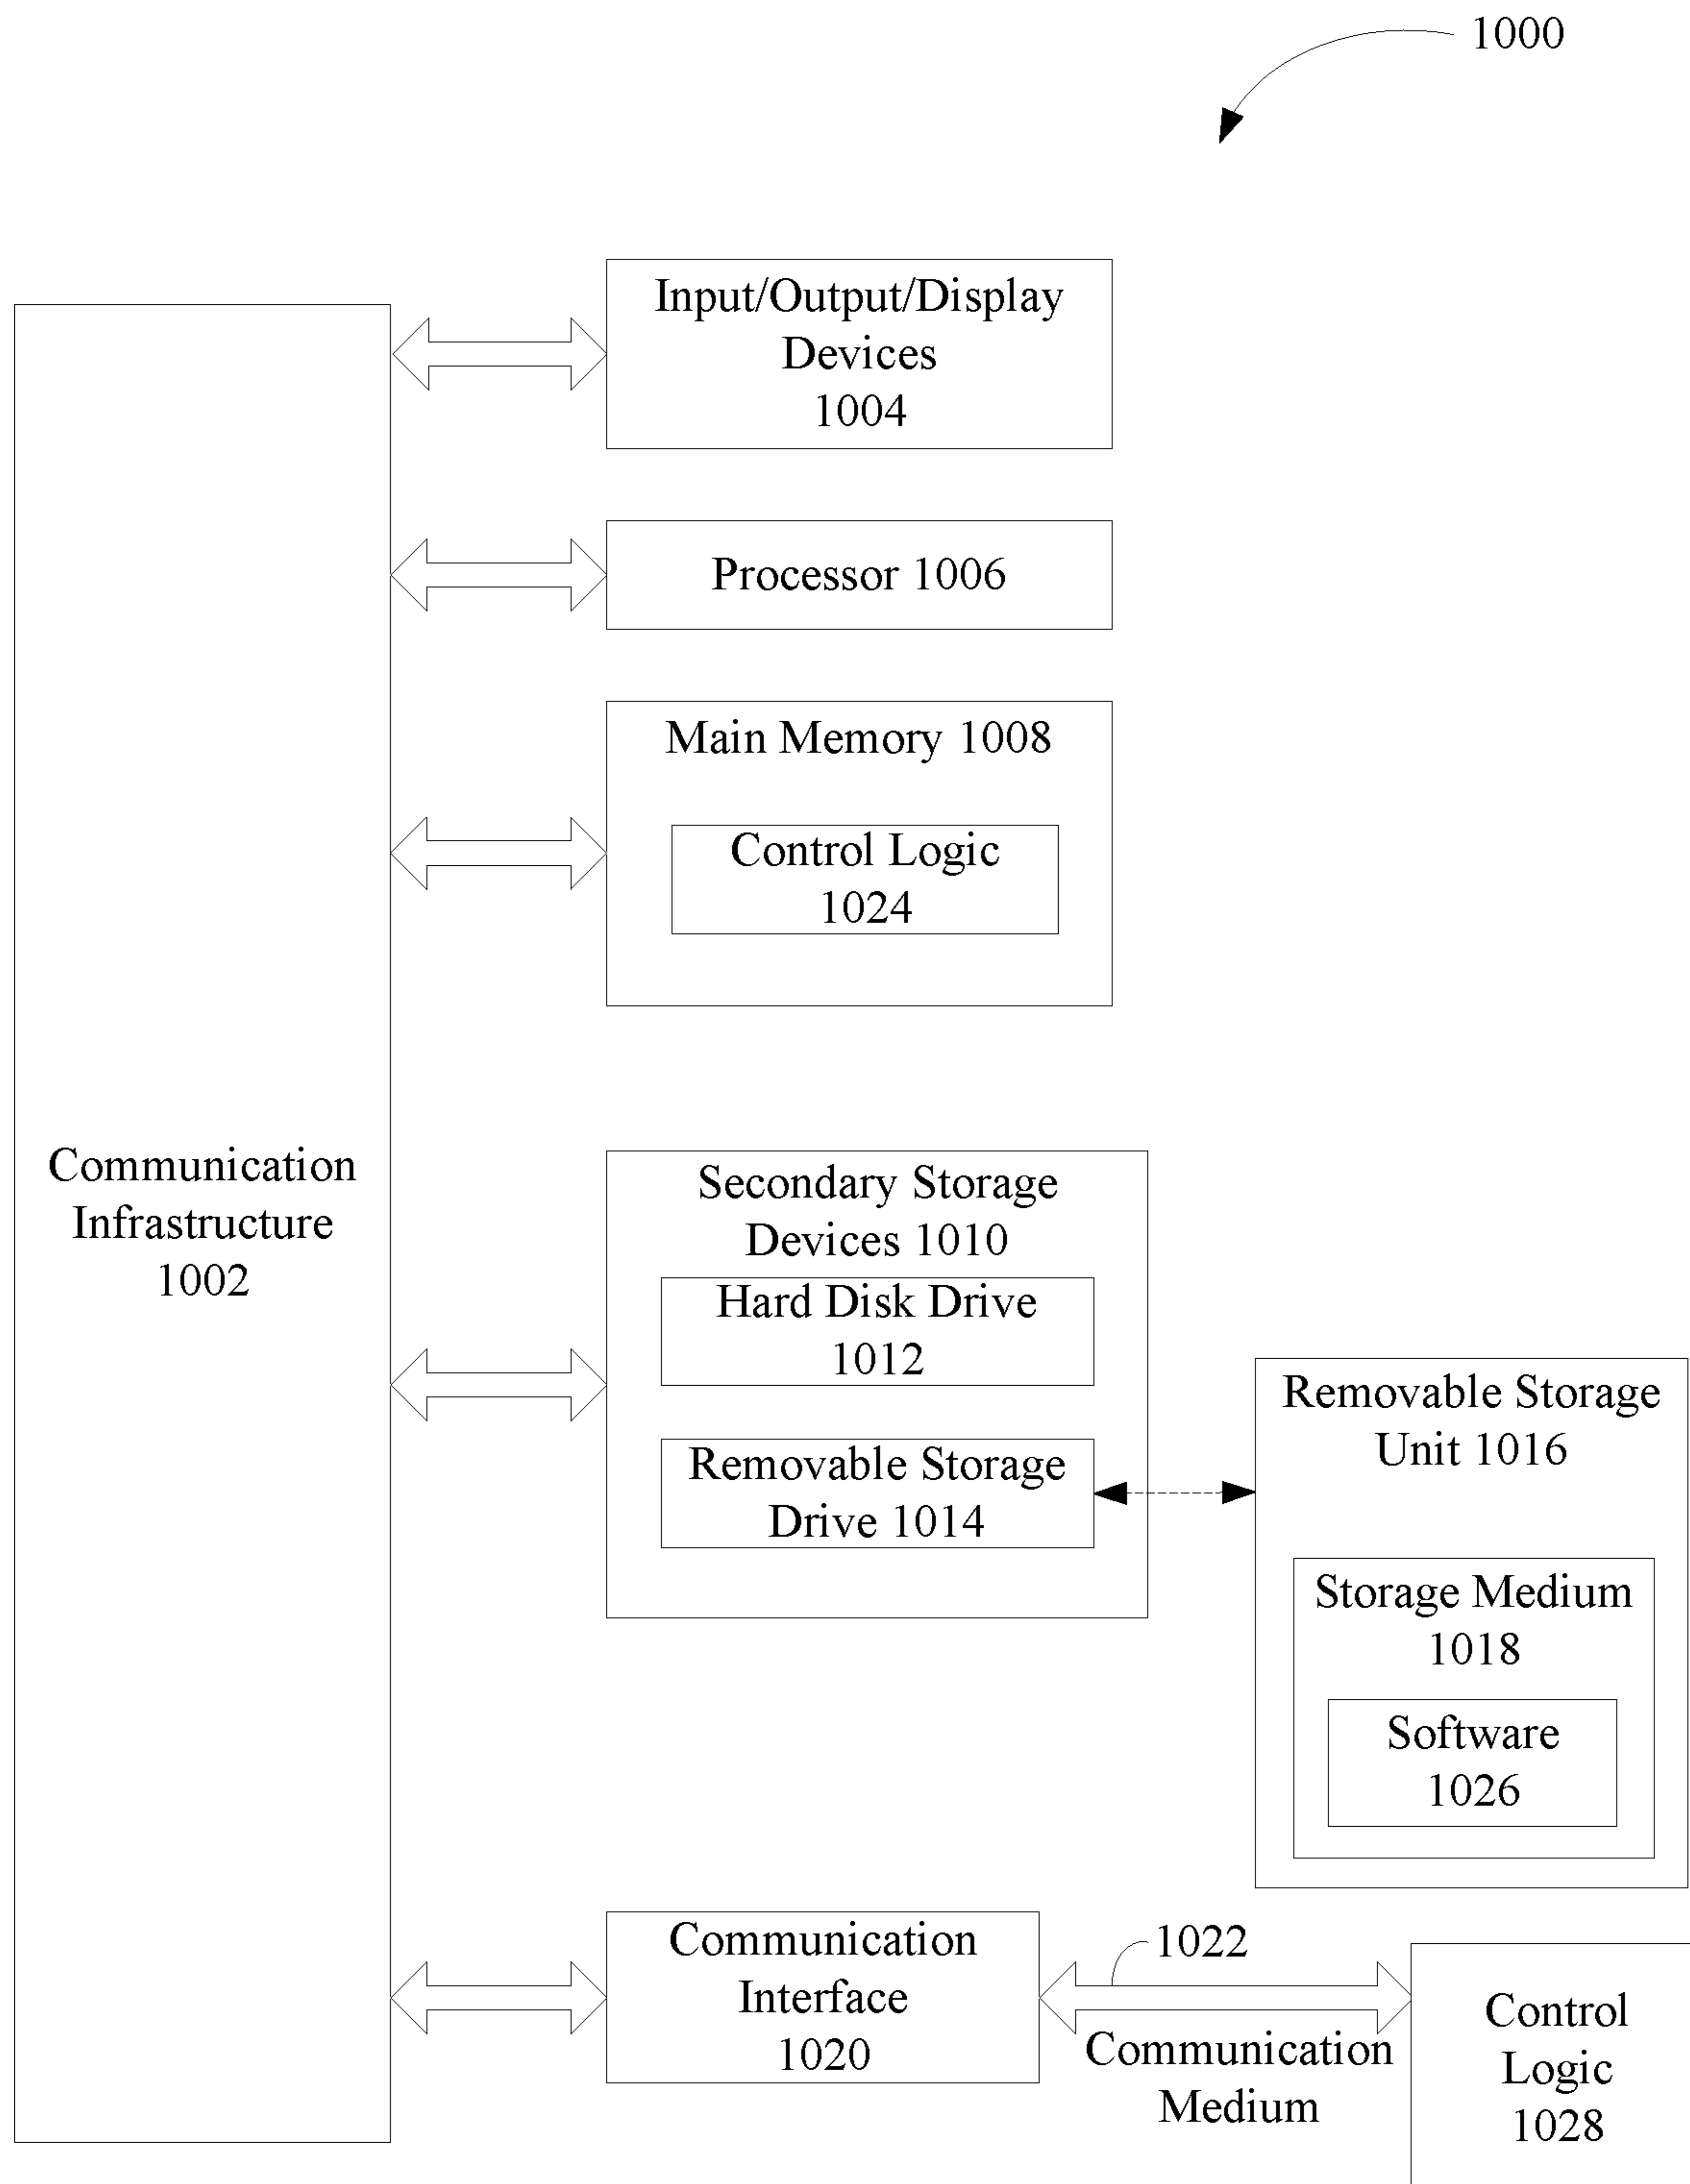 1000
Input/Output/Display
Devices
1004
Processor 1006
Main Memory 1008
Control Logic
1024
Communication
Infrastructure
1002
Secondary Storage
Devices 1010
Hard Disk Drive
1012
Removable Storage
Drive 1014
Removable Storage
Unit 1016
Storage Medium
1018
Software
1026
Communication
Interface
1020
1022
Communication
Medium
Control
Logic
1028